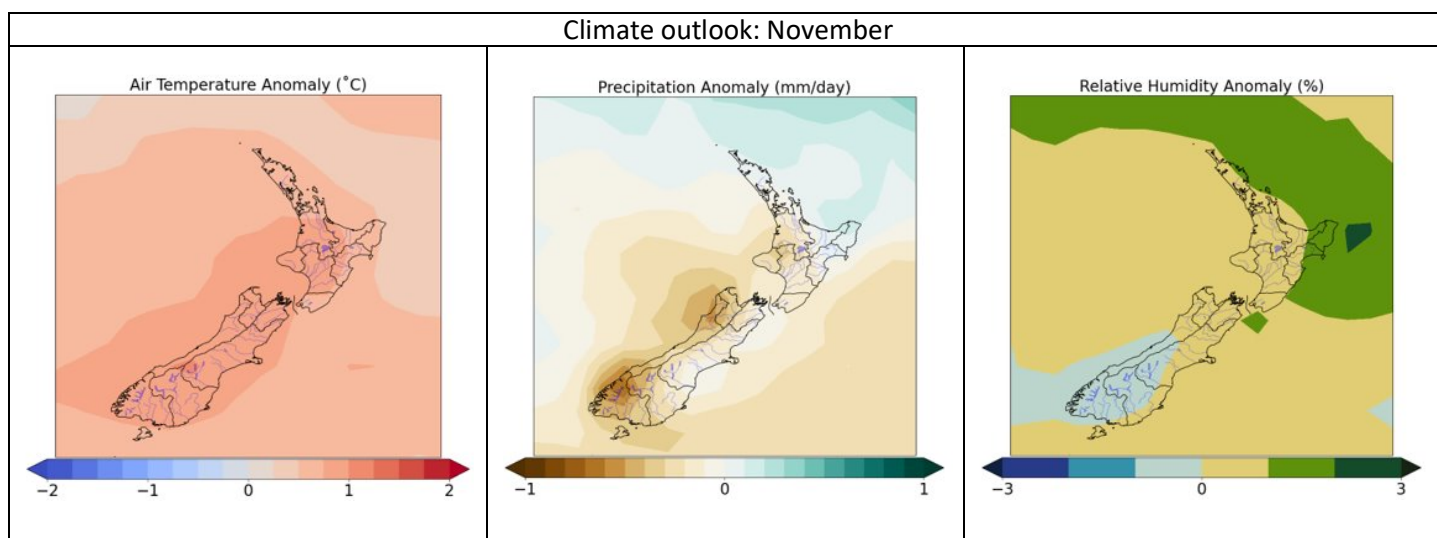 Climate outlook: November
Air Temperature Anomaly (˚C)
−2 −1 0 1 2
Precipitation Anomaly (mm/day)
−1 0 1
Relative Humidity Anomaly (%)
−3 0 3